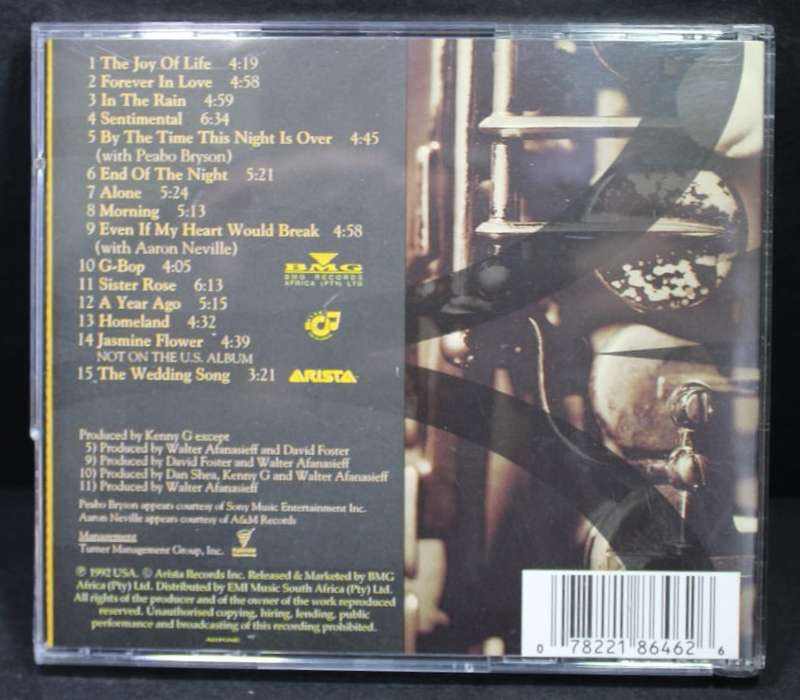 1 The Joy Of Life 4:19
2 Forever In Love 4:58
3 In The Rain 4:59
4 Sentimental 6:34
5 By The Time This Night Is Over 4:45
(with Peabo Bryson)
6 End Of The Night 5:21
7 Alone 5:24
8 Morning 5:13
9 Even If My Heart Would Break 4:58
(with Aaron Neville)
10 G-Bop 4:05
11 Sister Rose 6:13
12 A Year Ago 5:15
13 Homeland 4:32
14 Jasmine Flower 4:39
NOT ON THE U.S. ALBUM
15 The Wedding Song 3:21
BMG
BMG RECORDS
AFRICA (PTY) LTD
ARISTA
Produced by Kenny G except
5) Produced by Walter Afanasieff and David Foster
9) Produced by David Foster and Walter Afanasieff
10) Produced by Dan Shea, Kenny G and Walter Afanasieff
11) Produced by Walter Afanasieff
Peabo Bryson appears courtesy of Sony Music Entertainment Inc.
Aaron Neville appears courtesy of A&M Records
Management
Turner Management Group, Inc.
℗ 1992 USA. © Arista Records Inc. Released & Marketed by BMG
Africa (Pty) Ltd. Distributed by EMI Music South Africa (Pty) Ltd.
All rights of the producer and of the owner of the work reproduced
reserved. Unauthorised copying, hiring, lending, public
performance and broadcasting of this recording prohibited.
0 78221 86462 6